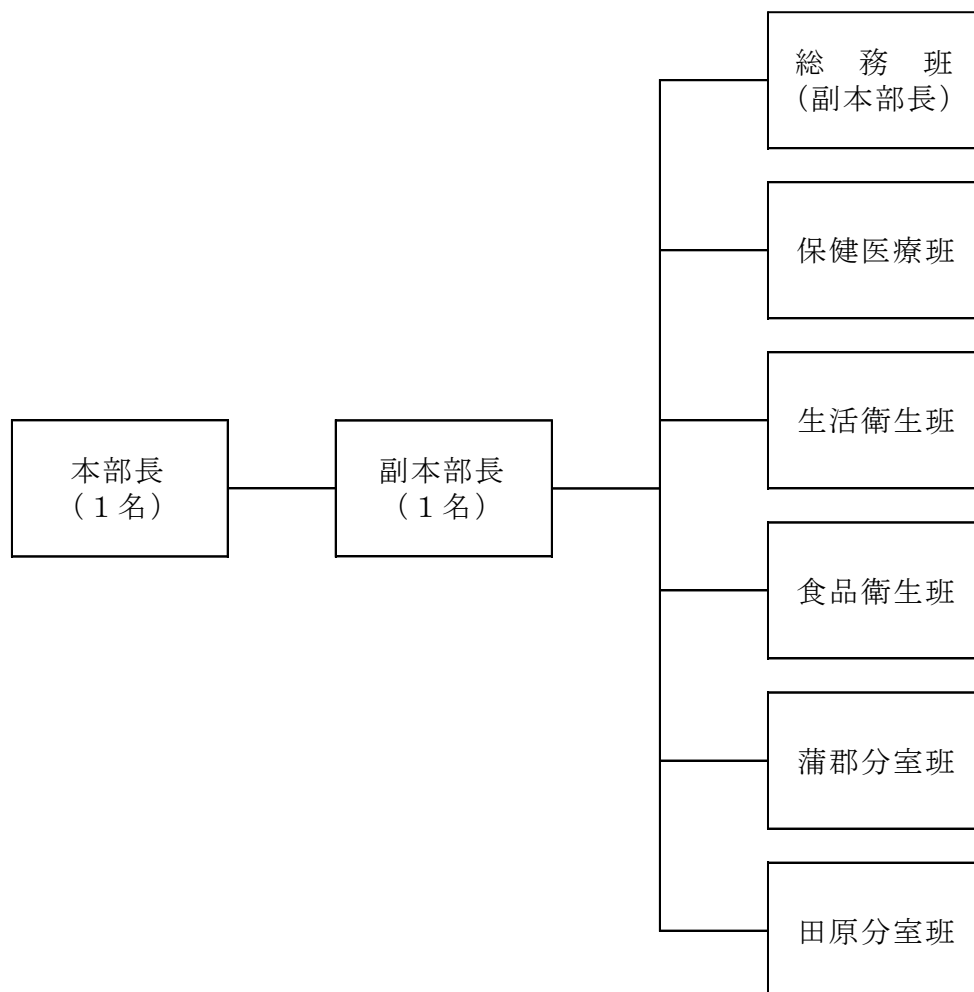 総　務　班
（副本部長）
保健医療班
生活衛生班
本部長
（１名）
副本部長
（１名）
食品衛生班
蒲郡分室班
田原分室班